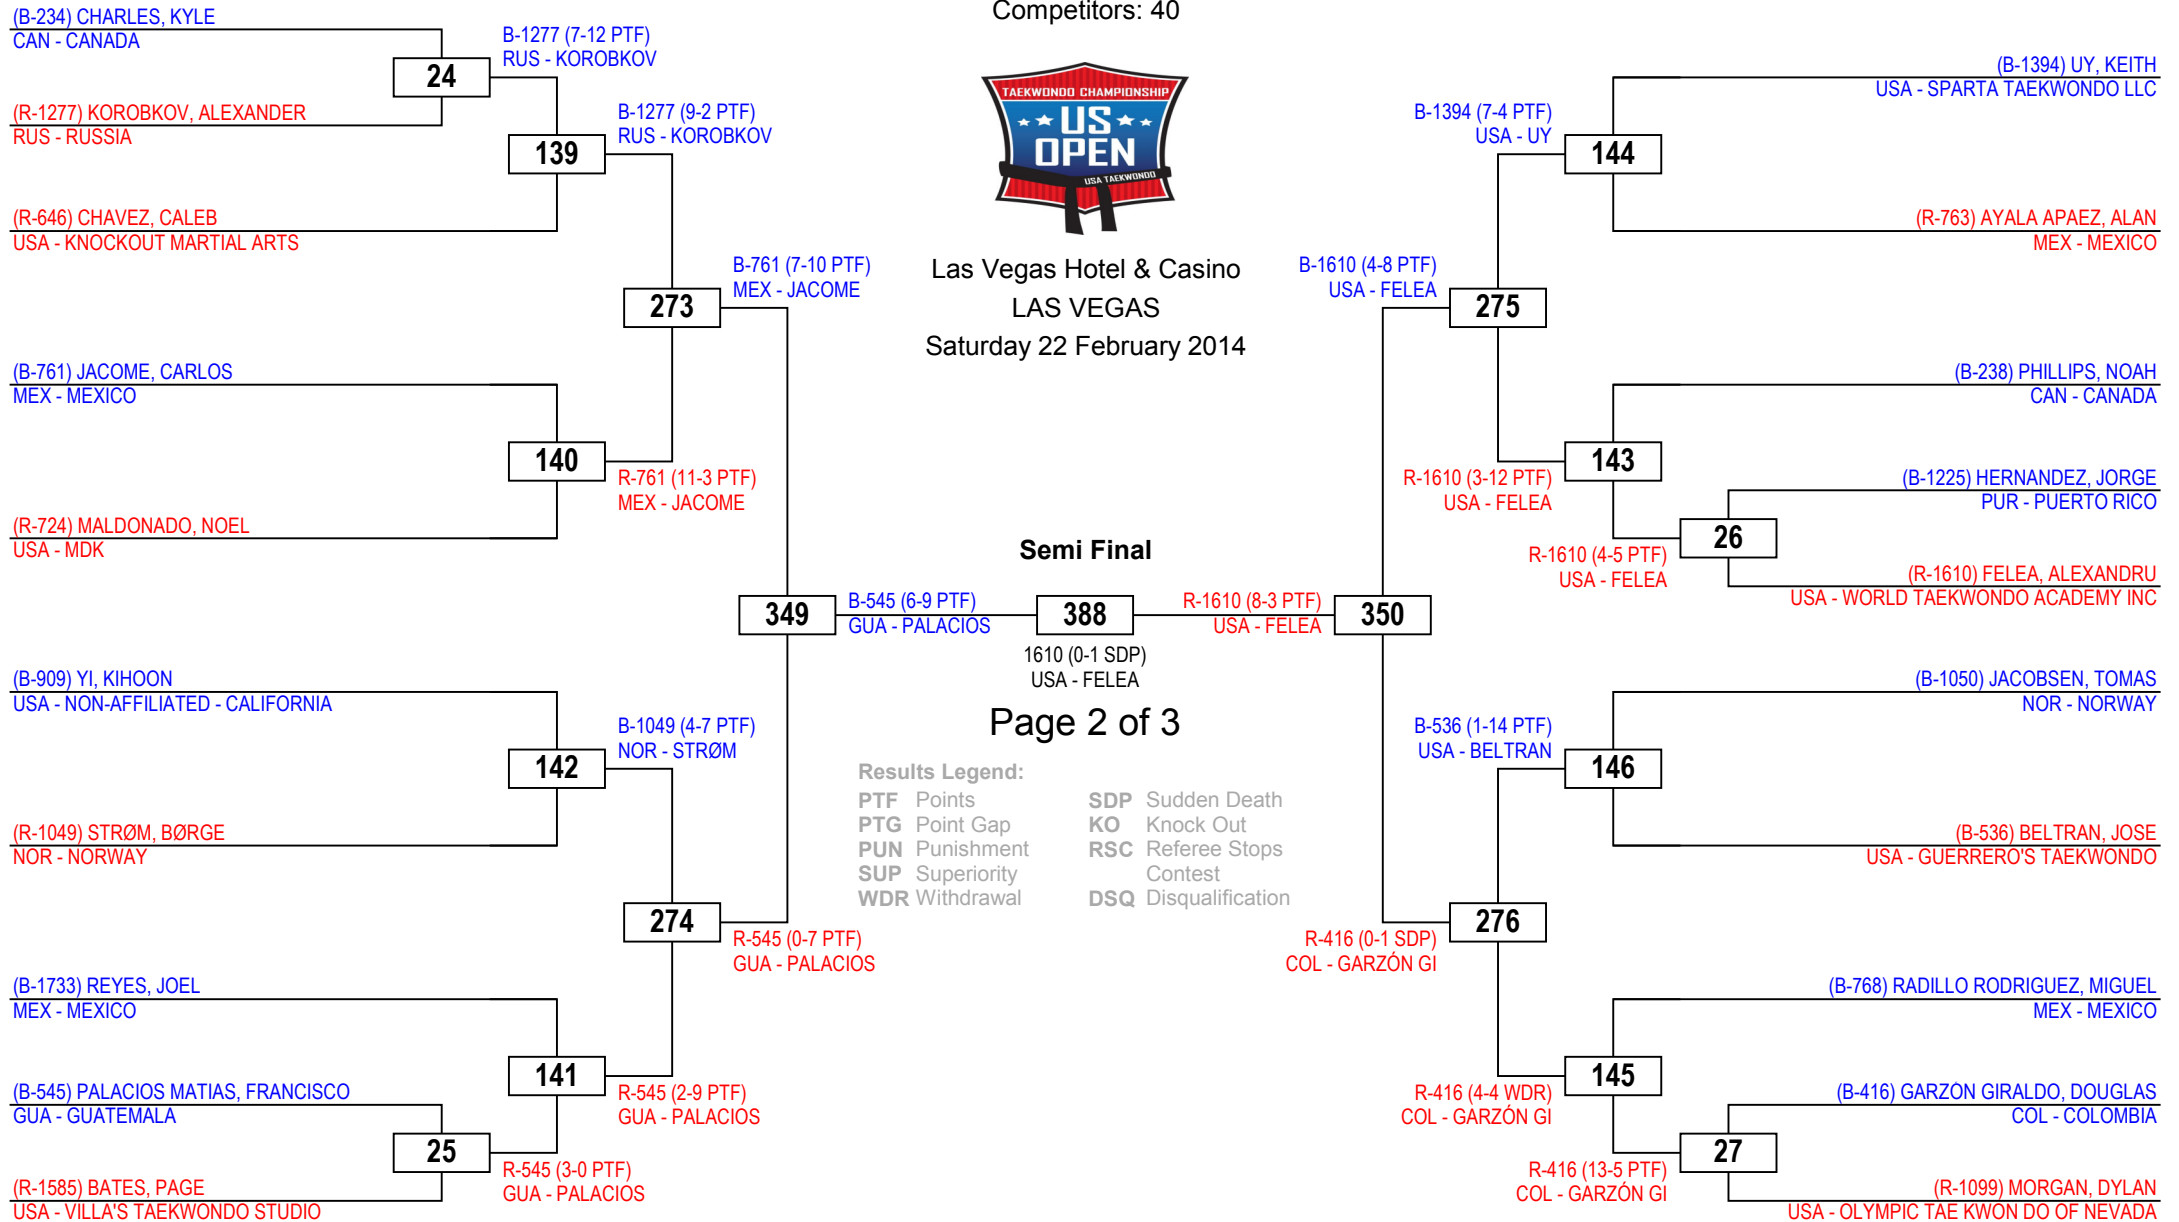 Competitors: 40
TAEKWONDO CHAMPIONSHIP
US
OPEN
USA TAEKWONDO
Las Vegas Hotel & Casino
LAS VEGAS
Saturday 22 February 2014
(B-234) CHARLES, KYLE
CAN - CANADA
24
(R-1277) KOROBKOV, ALEXANDER
RUS - RUSSIA
B-1277 (7-12 PTF)
RUS - KOROBKOV
139
(R-646) CHAVEZ, CALEB
USA - KNOCKOUT MARTIAL ARTS
B-1277 (9-2 PTF)
RUS - KOROBKOV
273
B-761 (7-10 PTF)
MEX - JACOME
(B-761) JACOME, CARLOS
MEX - MEXICO
140
R-761 (11-3 PTF)
MEX - JACOME
(R-724) MALDONADO, NOEL
USA - MDK
349
B-545 (6-9 PTF)
GUA - PALACIOS
(B-909) YI, KIHOON
USA - NON-AFFILIATED - CALIFORNIA
142
B-1049 (4-7 PTF)
NOR - STRØM
(R-1049) STRØM, BØRGE
NOR - NORWAY
274
R-545 (0-7 PTF)
GUA - PALACIOS
(B-1733) REYES, JOEL
MEX - MEXICO
141
R-545 (2-9 PTF)
GUA - PALACIOS
(B-545) PALACIOS MATIAS, FRANCISCO
GUA - GUATEMALA
25
R-545 (3-0 PTF)
GUA - PALACIOS
(R-1585) BATES, PAGE
USA - VILLA'S TAEKWONDO STUDIO
Semi Final
388
1610 (0-1 SDP)
USA - FELEA
Page 2 of 3
Results Legend:
PTF Points
PTG Point Gap
PUN Punishment
SUP Superiority
WDR Withdrawal
SDP Sudden Death
KO Knock Out
RSC Referee Stops
Contest
DSQ Disqualification
(B-1394) UY, KEITH
USA - SPARTA TAEKWONDO LLC
B-1394 (7-4 PTF)
USA - UY
144
(R-763) AYALA APAEZ, ALAN
MEX - MEXICO
B-1610 (4-8 PTF)
USA - FELEA
275
(B-238) PHILLIPS, NOAH
CAN - CANADA
143
R-1610 (3-12 PTF)
USA - FELEA
(B-1225) HERNANDEZ, JORGE
PUR - PUERTO RICO
26
R-1610 (4-5 PTF)
USA - FELEA
(R-1610) FELEA, ALEXANDRU
USA - WORLD TAEKWONDO ACADEMY INC
R-1610 (8-3 PTF)
USA - FELEA
350
(B-1050) JACOBSEN, TOMAS
NOR - NORWAY
B-536 (1-14 PTF)
USA - BELTRAN
146
(B-536) BELTRAN, JOSE
USA - GUERRERO'S TAEKWONDO
276
R-416 (0-1 SDP)
COL - GARZÓN GI
(B-768) RADILLO RODRIGUEZ, MIGUEL
MEX - MEXICO
145
R-416 (4-4 WDR)
COL - GARZÓN GI
(B-416) GARZÓN GIRALDO, DOUGLAS
COL - COLOMBIA
27
R-416 (13-5 PTF)
COL - GARZÓN GI
(R-1099) MORGAN, DYLAN
USA - OLYMPIC TAE KWON DO OF NEVADA